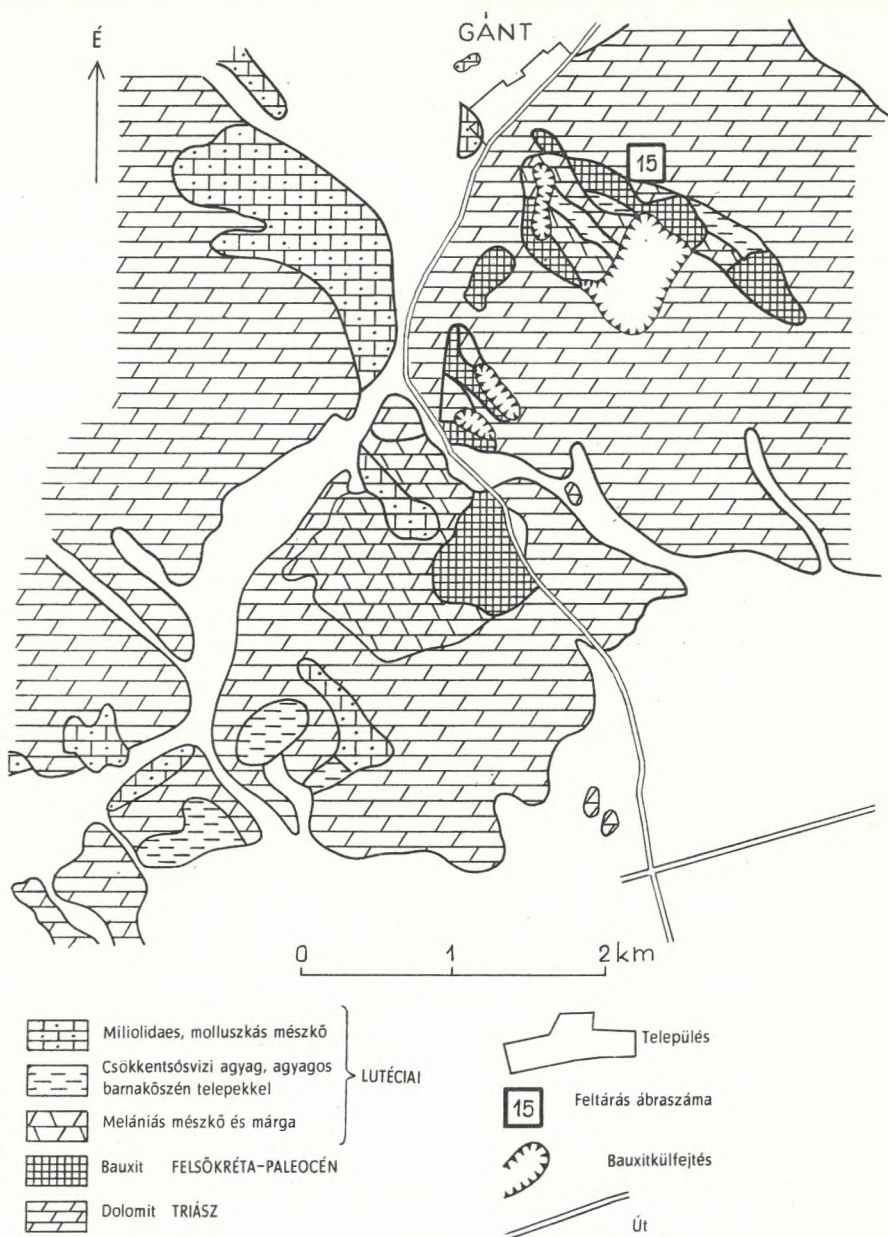 GÁNT
É
15
0 1 2 km
Miliolidaes, molluszkás mészkő
Csökkentsósvizi agyag, agyagos
barnakőszén telepekkel
Melániás mészkő és márga
LUTÉCIAI
Bauxit FELSŐKRÉTA-PALEOCÉN
Dolomit TRIÁSZ
Település
15 Feltárás ábraszáma
Bauxitkülfejtés
Út